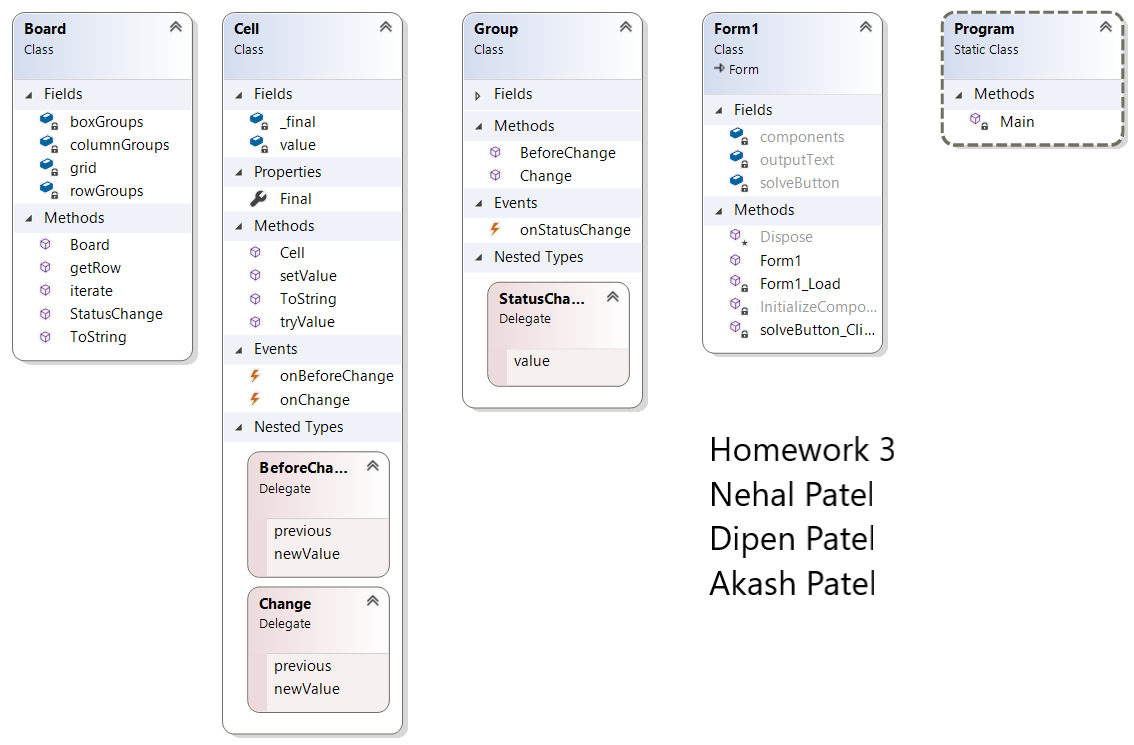 Board
Class
Fields
boxGroups
columnGroups
grid
rowGroups
Methods
Board
getRow
iterate
StatusChange
ToString
Cell
Class
Fields
_final
value
Properties
Final
Methods
Cell
setValue
ToString
tryValue
Events
onBeforeChange
onChange
Nested Types
BeforeCha...
Delegate
previous
newValue
Change
Delegate
previous
newValue
Group
Class
Fields
Methods
BeforeChange
Change
Events
onStatusChange
Nested Types
StatusCha...
Delegate
value
Form1
Class
Form
Fields
components
outputText
solveButton
Methods
Dispose
Form1
Form1_Load
InitializeCompo...
solveButton_Cli...
Program
Static Class
Methods
Main
Homework 3
Nehal Patel
Dipen Patel
Akash Patel